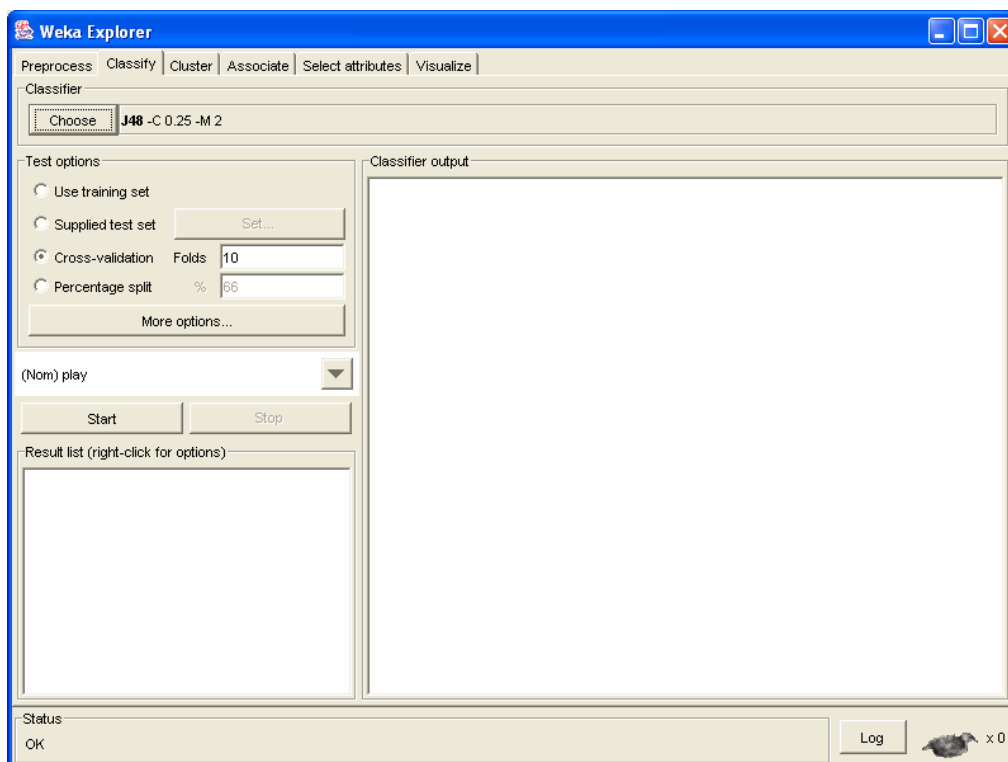 Weka Explorer
Preprocess Classify Cluster Associate Select attributes Visualize
Classifier
Choose J48 -C 0.25 -M 2
Test options
Use training set
Supplied test set Set...
Cross-validation Folds 10
Percentage split % 66
More options...
(Nom) play
Start Stop
Result list (right-click for options)
Classifier output
Status
OK
Log x 0